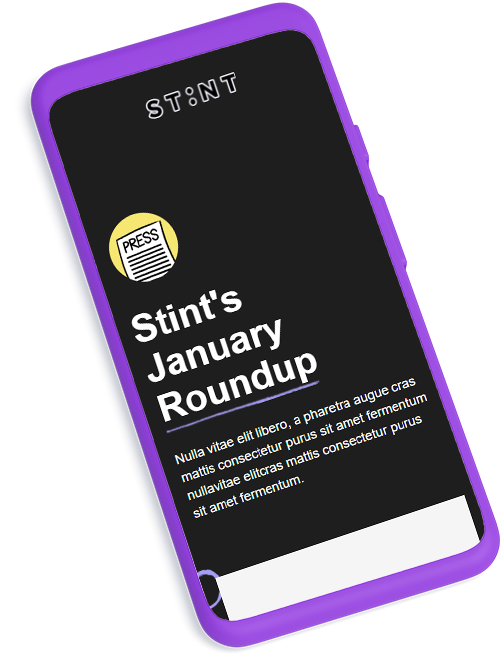 ST:NT
PRESS
Stint's
January
Roundup
Nulla vitae elit libero, a pharetra augue cras
mattis consectetur purus sit amet fermentum
nullavitae elitcras mattis consectetur purus
sit amet fermentum.